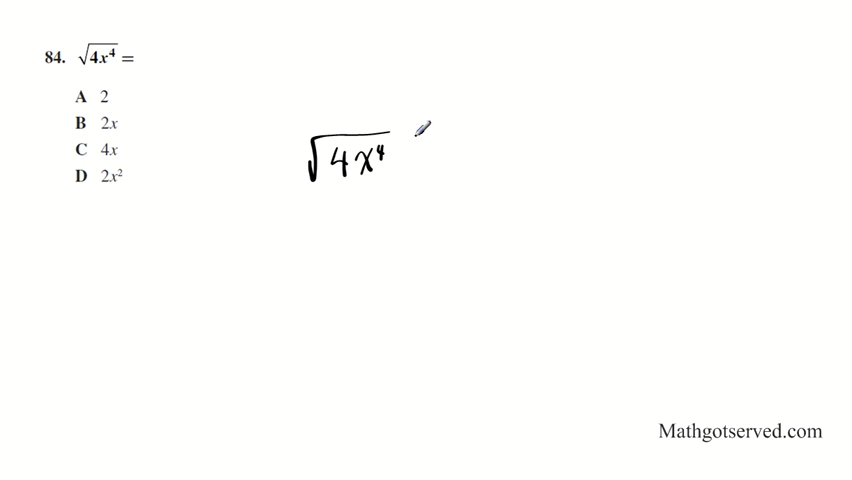 84. √4x⁴ =
A 2
B 2x
C 4x
D 2x²
√4x⁴
Mathgotserved.com